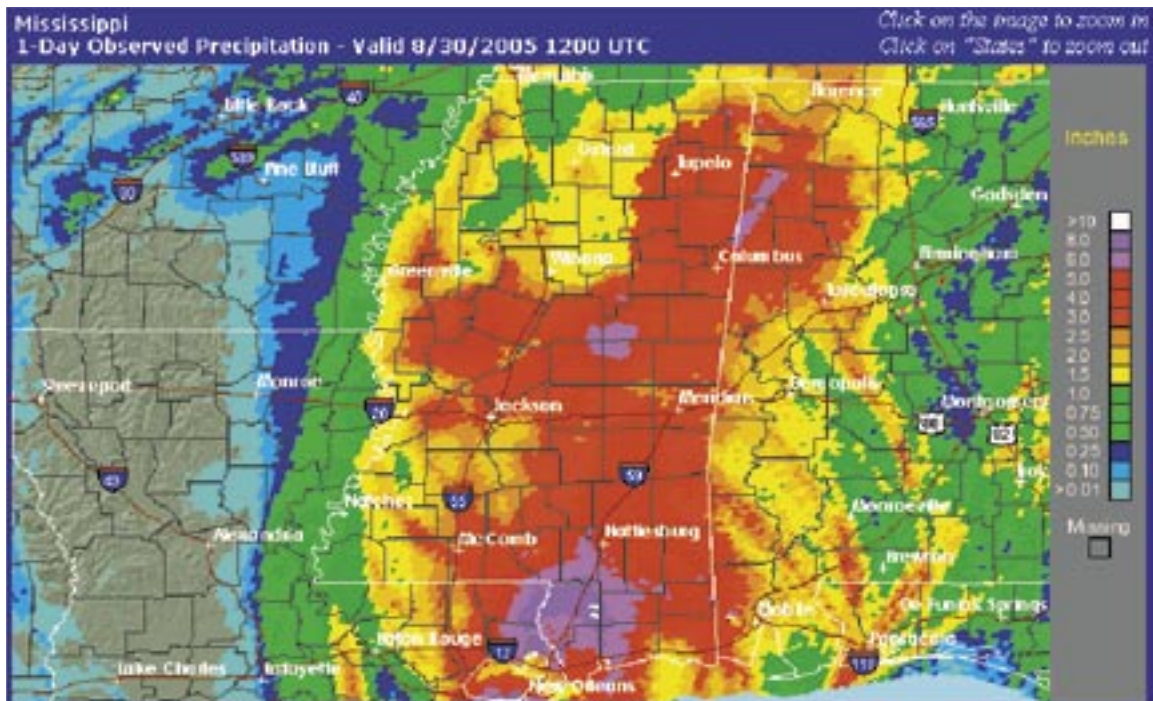 Mississippi
1-Day Observed Precipitation - Valid 8/30/2005 1200 UTC
Click on the image to zoom in
Click on "States" to zoom out
Memphis
Little Rock
40
Florence
Huntsville
565
530
Pine Bluff
Oxford
Tupelo
30
Gadsden
Greenville
Winona
Columbus
Birmingham
Tuscaloosa
Shreveport
Monroe
Demopolis
Jackson
Meridian
Montgomery
20
49
59
55
Natchez
Monroeville
Alexandria
McComb
Hattiesburg
Brewton
Mobile
De Funiak Springs
Baton Rouge
12
Pensacola
110
Lake Charles
Lafayette
New Orleans
Inches
>10
8.0
6.0
5.0
4.0
3.0
2.5
2.0
1.5
1.0
0.75
0.50
0.25
0.10
>0.01
Missing